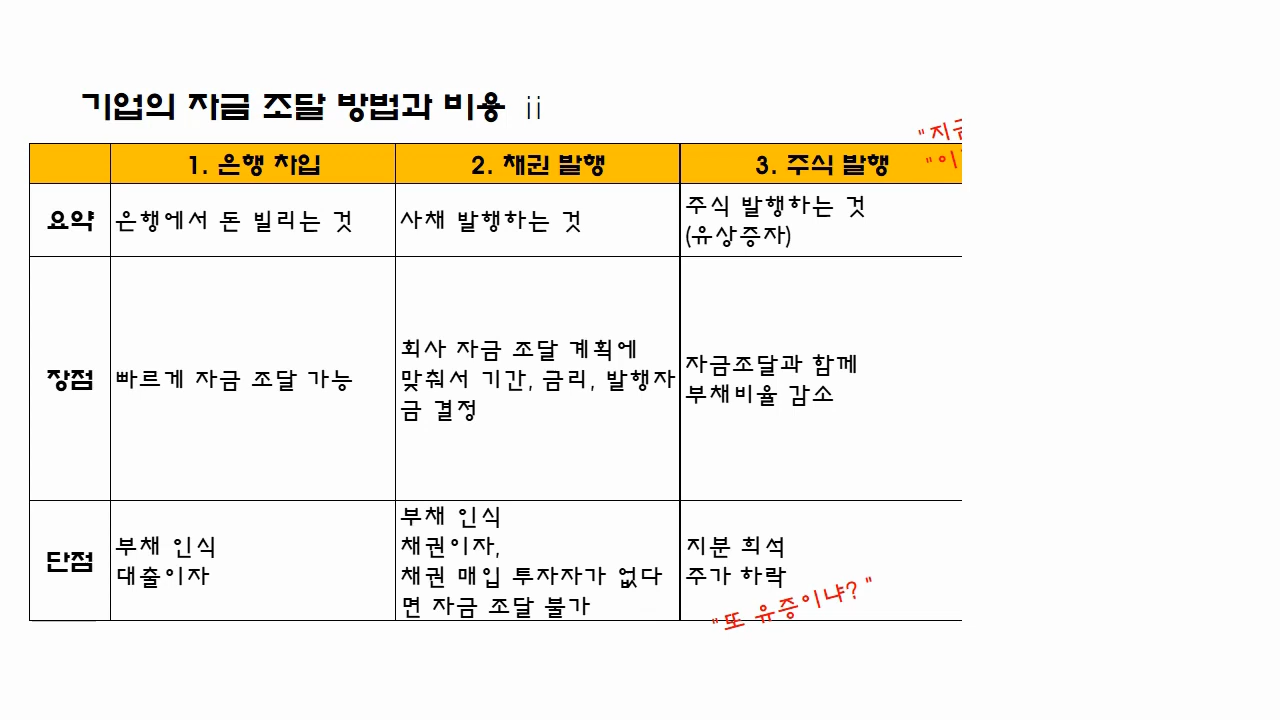 기업의 자금 조달 방법과 비용 ii
1. 은행 차입
2. 채권 발행
3. 주식 발행
요약
은행에서 돈 빌리는 것
사채 발행하는 것
주식 발행하는 것
(유상증자)
장점
빠르게 자금 조달 가능
회사 자금 조달 계획에
맞춰서 기간, 금리, 발행자
금 결정
자금조달과 함께
부채비율 감소
단점
부채 인식
대출이자
부채 인식
채권이자,
채권 매입 투자자가 없다
면 자금 조달 불가
지분 희석
주가 하락
"또 유증이냐?"